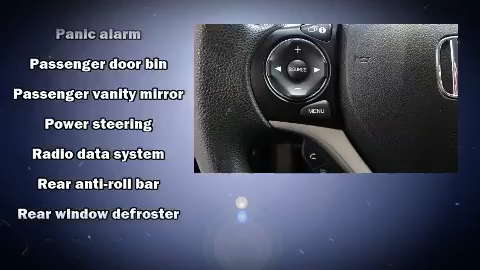 Panic alarm
Passenger door bin
Passenger vanity mirror
Power steering
Radio data system
Rear anti-roll bar
Rear window defroster
+
SOURCE
−
MENU